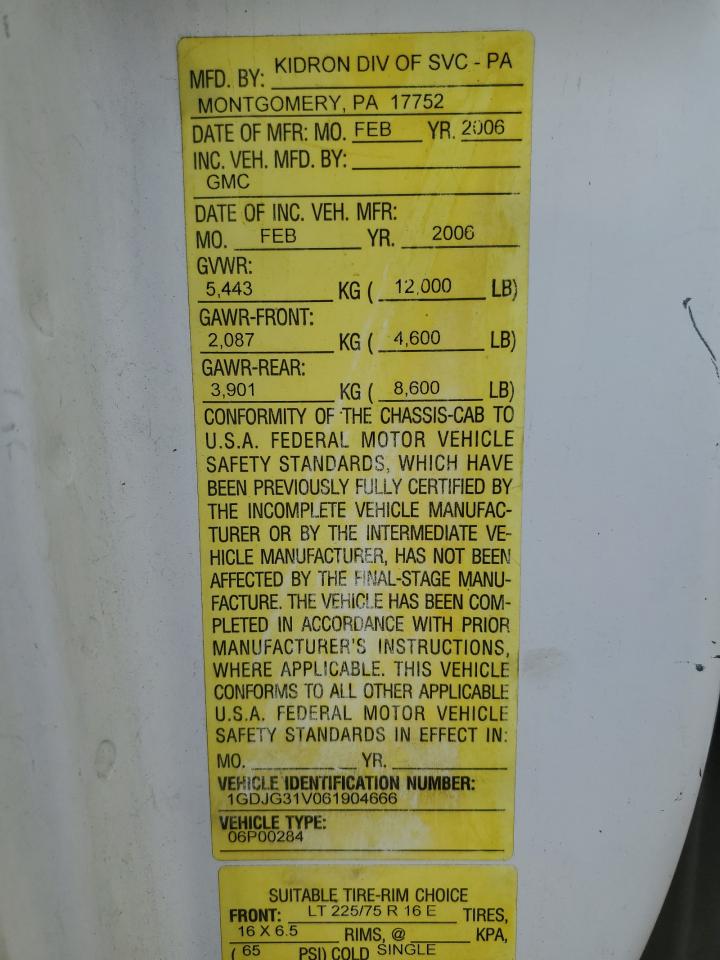 MFD. BY: KIDRON DIV OF SVC - PA
MONTGOMERY, PA 17752
DATE OF MFR: MO. FEB YR. 2006
INC. VEH. MFD. BY:
GMC
DATE OF INC. VEH. MFR:
MO. FEB YR. 2006
GVWR:
5,443 KG ( 12,000 LB)
GAWR-FRONT:
2,087 KG ( 4,600 LB)
GAWR-REAR:
3,901 KG ( 8,600 LB)
CONFORMITY OF THE CHASSIS-CAB TO
U.S.A. FEDERAL MOTOR VEHICLE
SAFETY STANDARDS, WHICH HAVE
BEEN PREVIOUSLY FULLY CERTIFIED BY
THE INCOMPLETE VEHICLE MANUFAC-
TURER OR BY THE INTERMEDIATE VE-
HICLE MANUFACTURER, HAS NOT BEEN
AFFECTED BY THE FINAL-STAGE MANU-
FACTURE. THE VEHICLE HAS BEEN COM-
PLETED IN ACCORDANCE WITH PRIOR
MANUFACTURER'S INSTRUCTIONS,
WHERE APPLICABLE. THIS VEHICLE
CONFORMS TO ALL OTHER APPLICABLE
U.S.A. FEDERAL MOTOR VEHICLE
SAFETY STANDARDS IN EFFECT IN:
MO. YR.
VEHICLE IDENTIFICATION NUMBER:
1GDJG31V061904666
VEHICLE TYPE:
06P00284
SUITABLE TIRE-RIM CHOICE
FRONT: LT 225/75 R 16 E TIRES,
16 X 6.5 RIMS, @ KPA,
( 65 PSI) COLD SINGLE